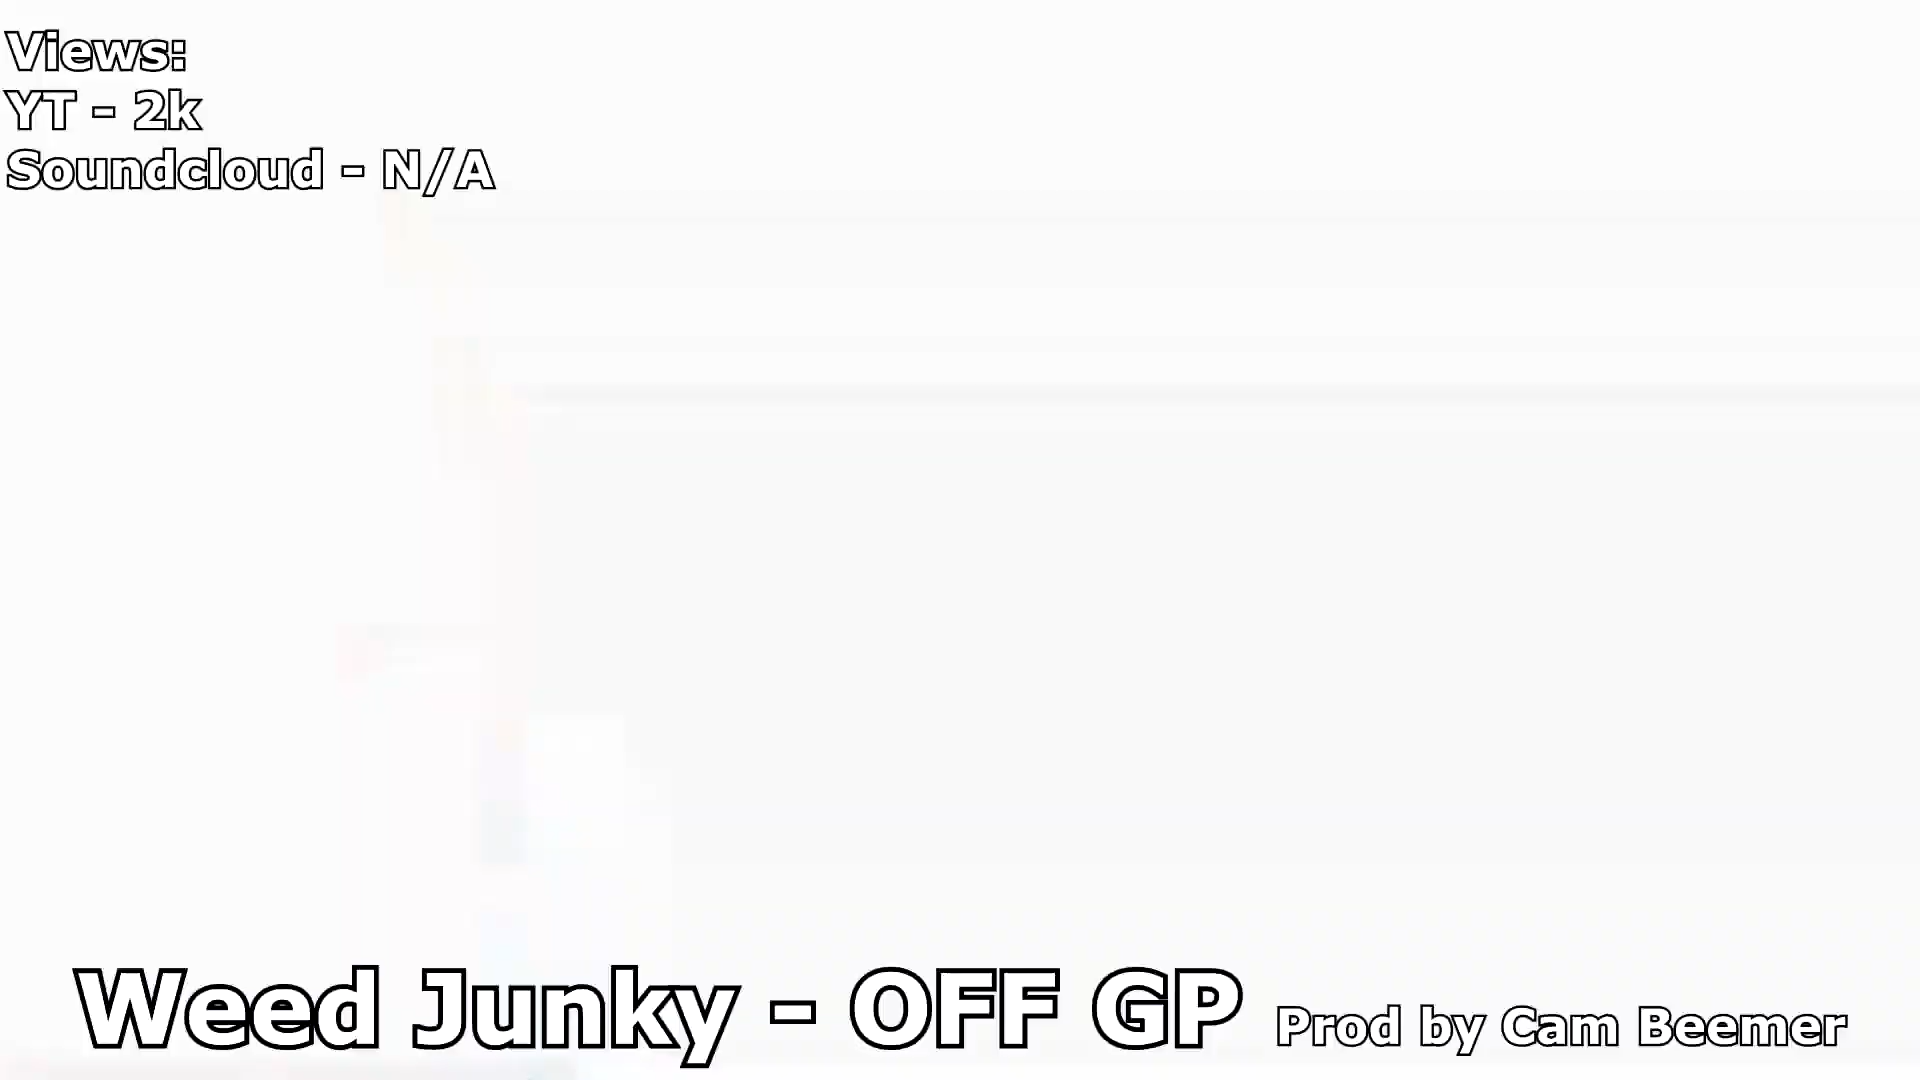 Views:
YT - 2k
Soundcloud - N/A
Weed Junky - OFF GP Prod by Cam Beemer